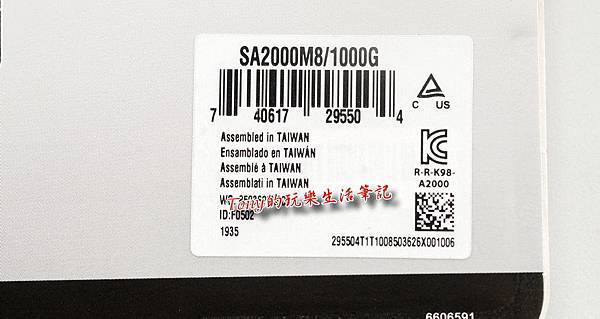 SA2000M8/1000G
7 40617 29550 4
C US
Assembled in TAIWAN
Ensamblado en TAIWÁN
Assemblé à TAIWAN
Assemblati in TAIWAN
Tony的玩樂生活筆記
ID:F0502
1935
R-R-K98-
A2000
295504T1T1008503626X001006
6606591